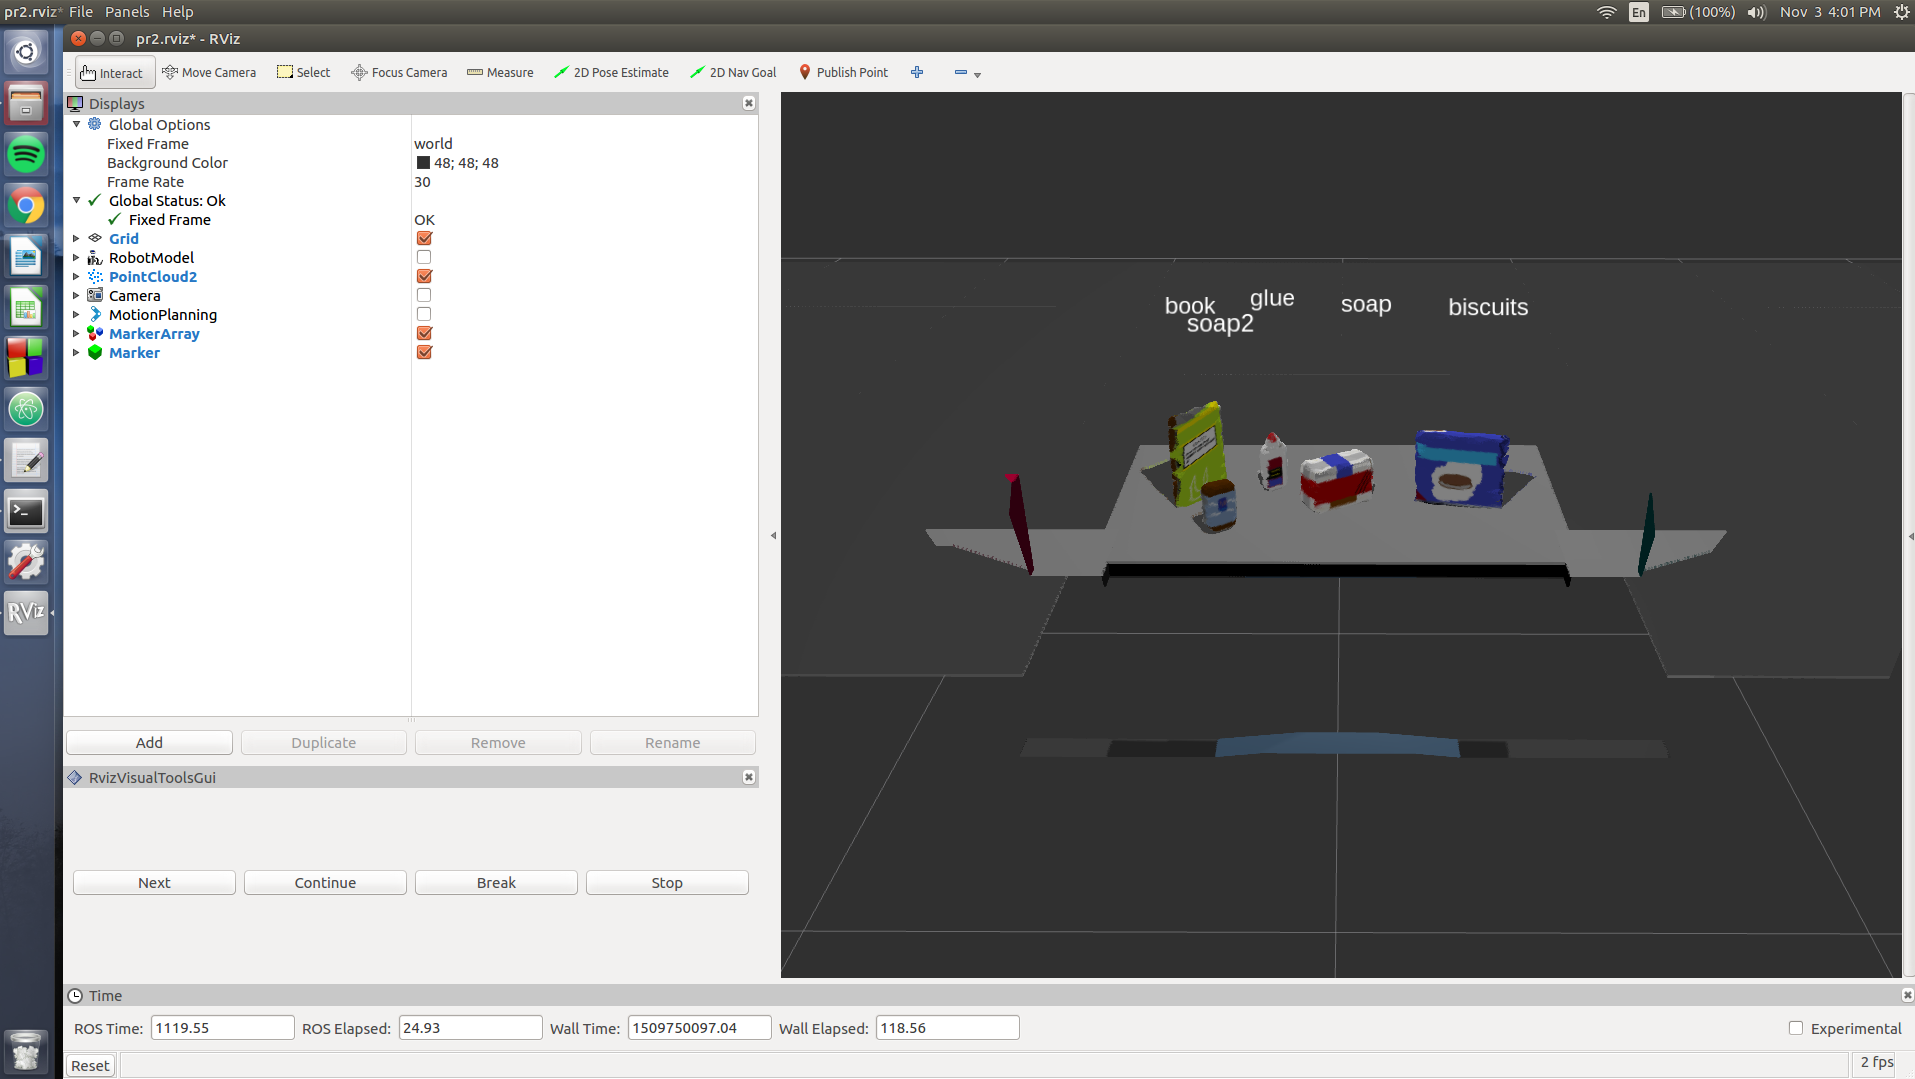 pr2.rviz* File Panels Help
En (100%) Nov 3 4:01 PM
pr2.rviz* - RViz
Interact Move Camera Select Focus Camera Measure 2D Pose Estimate 2D Nav Goal Publish Point
Displays
Global Options
Fixed Frame world
Background Color 48; 48; 48
Frame Rate 30
Global Status: Ok
Fixed Frame OK
Grid
RobotModel
PointCloud2
Camera
MotionPlanning
MarkerArray
Marker
Add Duplicate Remove Rename
RvizVisualToolsGui
Next Continue Break Stop
book glue soap biscuits
soap2
RViz
Time
ROS Time: 1119.55 ROS Elapsed: 24.93 Wall Time: 1509750097.04 Wall Elapsed: 118.56 Experimental
Reset 2 fps